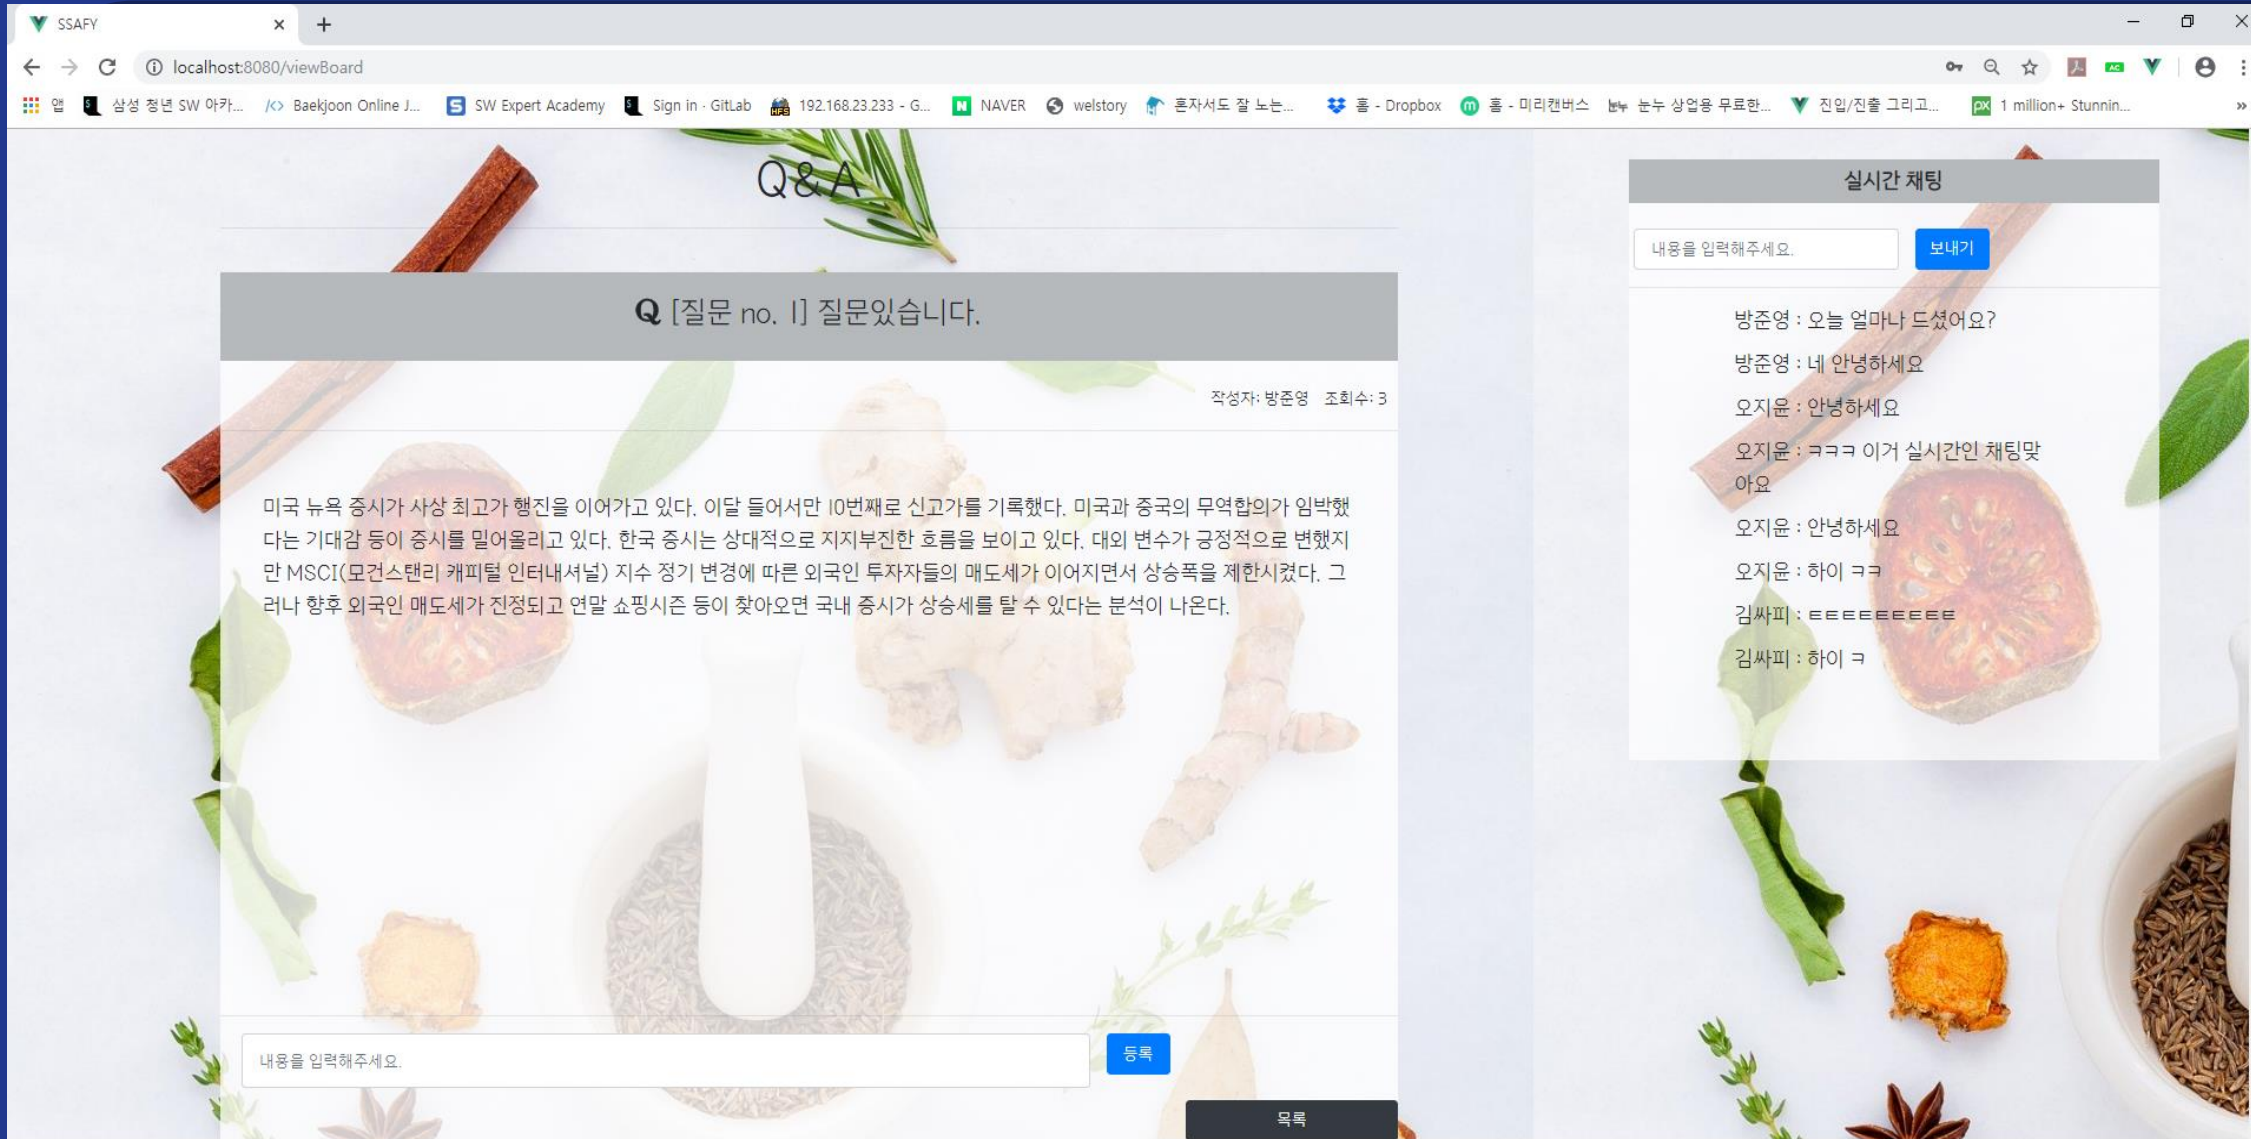 SSAFY
localhost:8080/viewBoard
앱 삼성 청년 SW 아카... Baekjoon Online J... SW Expert Academy Sign in · GitLab 192.168.23.233 - G... NAVER welstory 혼자서도 잘 노는... 홈 - Dropbox 홈 - 미리캔버스 눈누 상업용 무료한... 진입/진출 그리고... 1 million+ Stunnin...
Q&A
Q [질문 no. 1] 질문있습니다.
작성자: 방준영 조회수: 3
미국 뉴욕 증시가 사상 최고가 행진을 이어가고 있다. 이달 들어서만 10번째로 신고가를 기록했다. 미국과 중국의 무역합의가 임박했
다는 기대감 등이 증시를 밀어올리고 있다. 한국 증시는 상대적으로 지지부진한 흐름을 보이고 있다. 대외 변수가 긍정적으로 변했지
만 MSCI(모건스탠리 캐피털 인터내셔널) 지수 정기 변경에 따른 외국인 투자자들의 매도세가 이어지면서 상승폭을 제한시켰다. 그
러나 향후 외국인 매도세가 진정되고 연말 쇼핑시즌 등이 찾아오면 국내 증시가 상승세를 탈 수 있다는 분석이 나온다.
내용을 입력해주세요.
등록
목록
실시간 채팅
내용을 입력해주세요.
보내기
방준영 : 오늘 얼마나 드셨어요?
방준영 : 네 안녕하세요
오지윤 : 안녕하세요
오지윤 : ㅋㅋㅋ 이거 실시간인 채팅맞
아요
오지윤 : 안녕하세요
오지윤 : 하이 ㅋㅋ
김싸피 : ㅌㅌㅌㅌㅌㅌㅌㅌㅌ
김싸피 : 하이 ㅋ